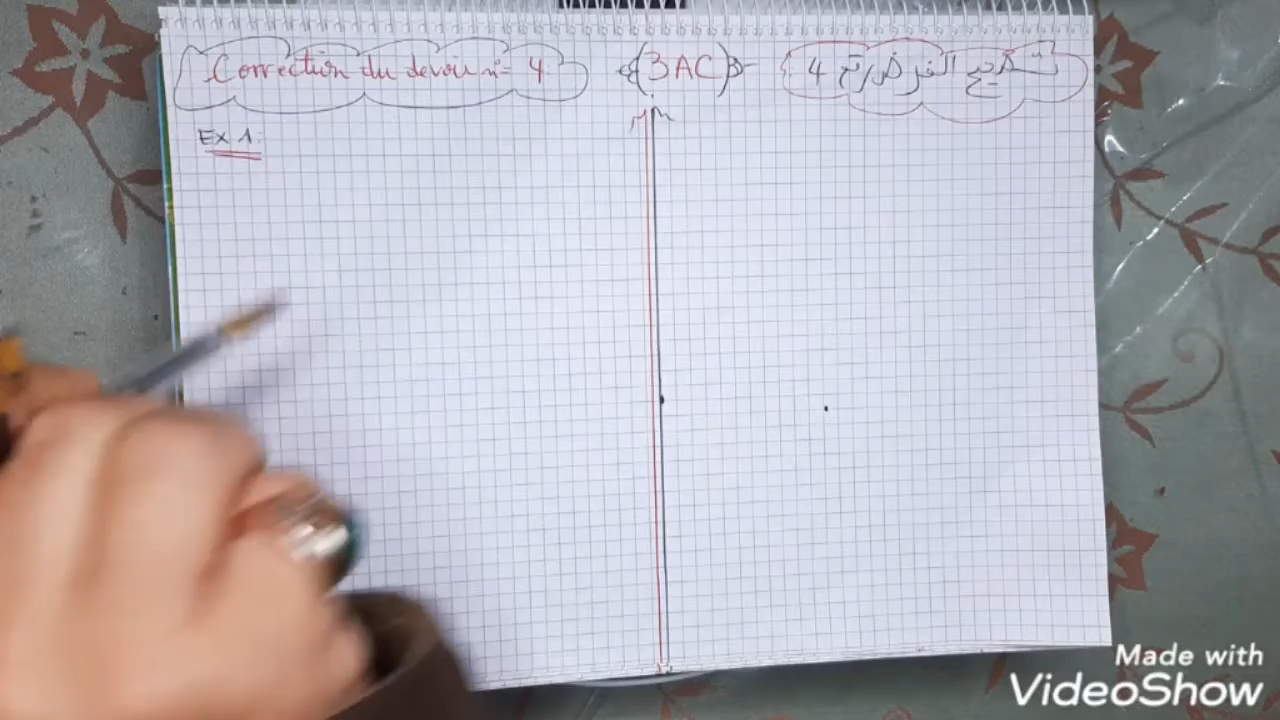 Correction du devoir n°= 4
(3AC)
تصحيح الفرض رقم 4
EX 1:
Made with
VideoShow